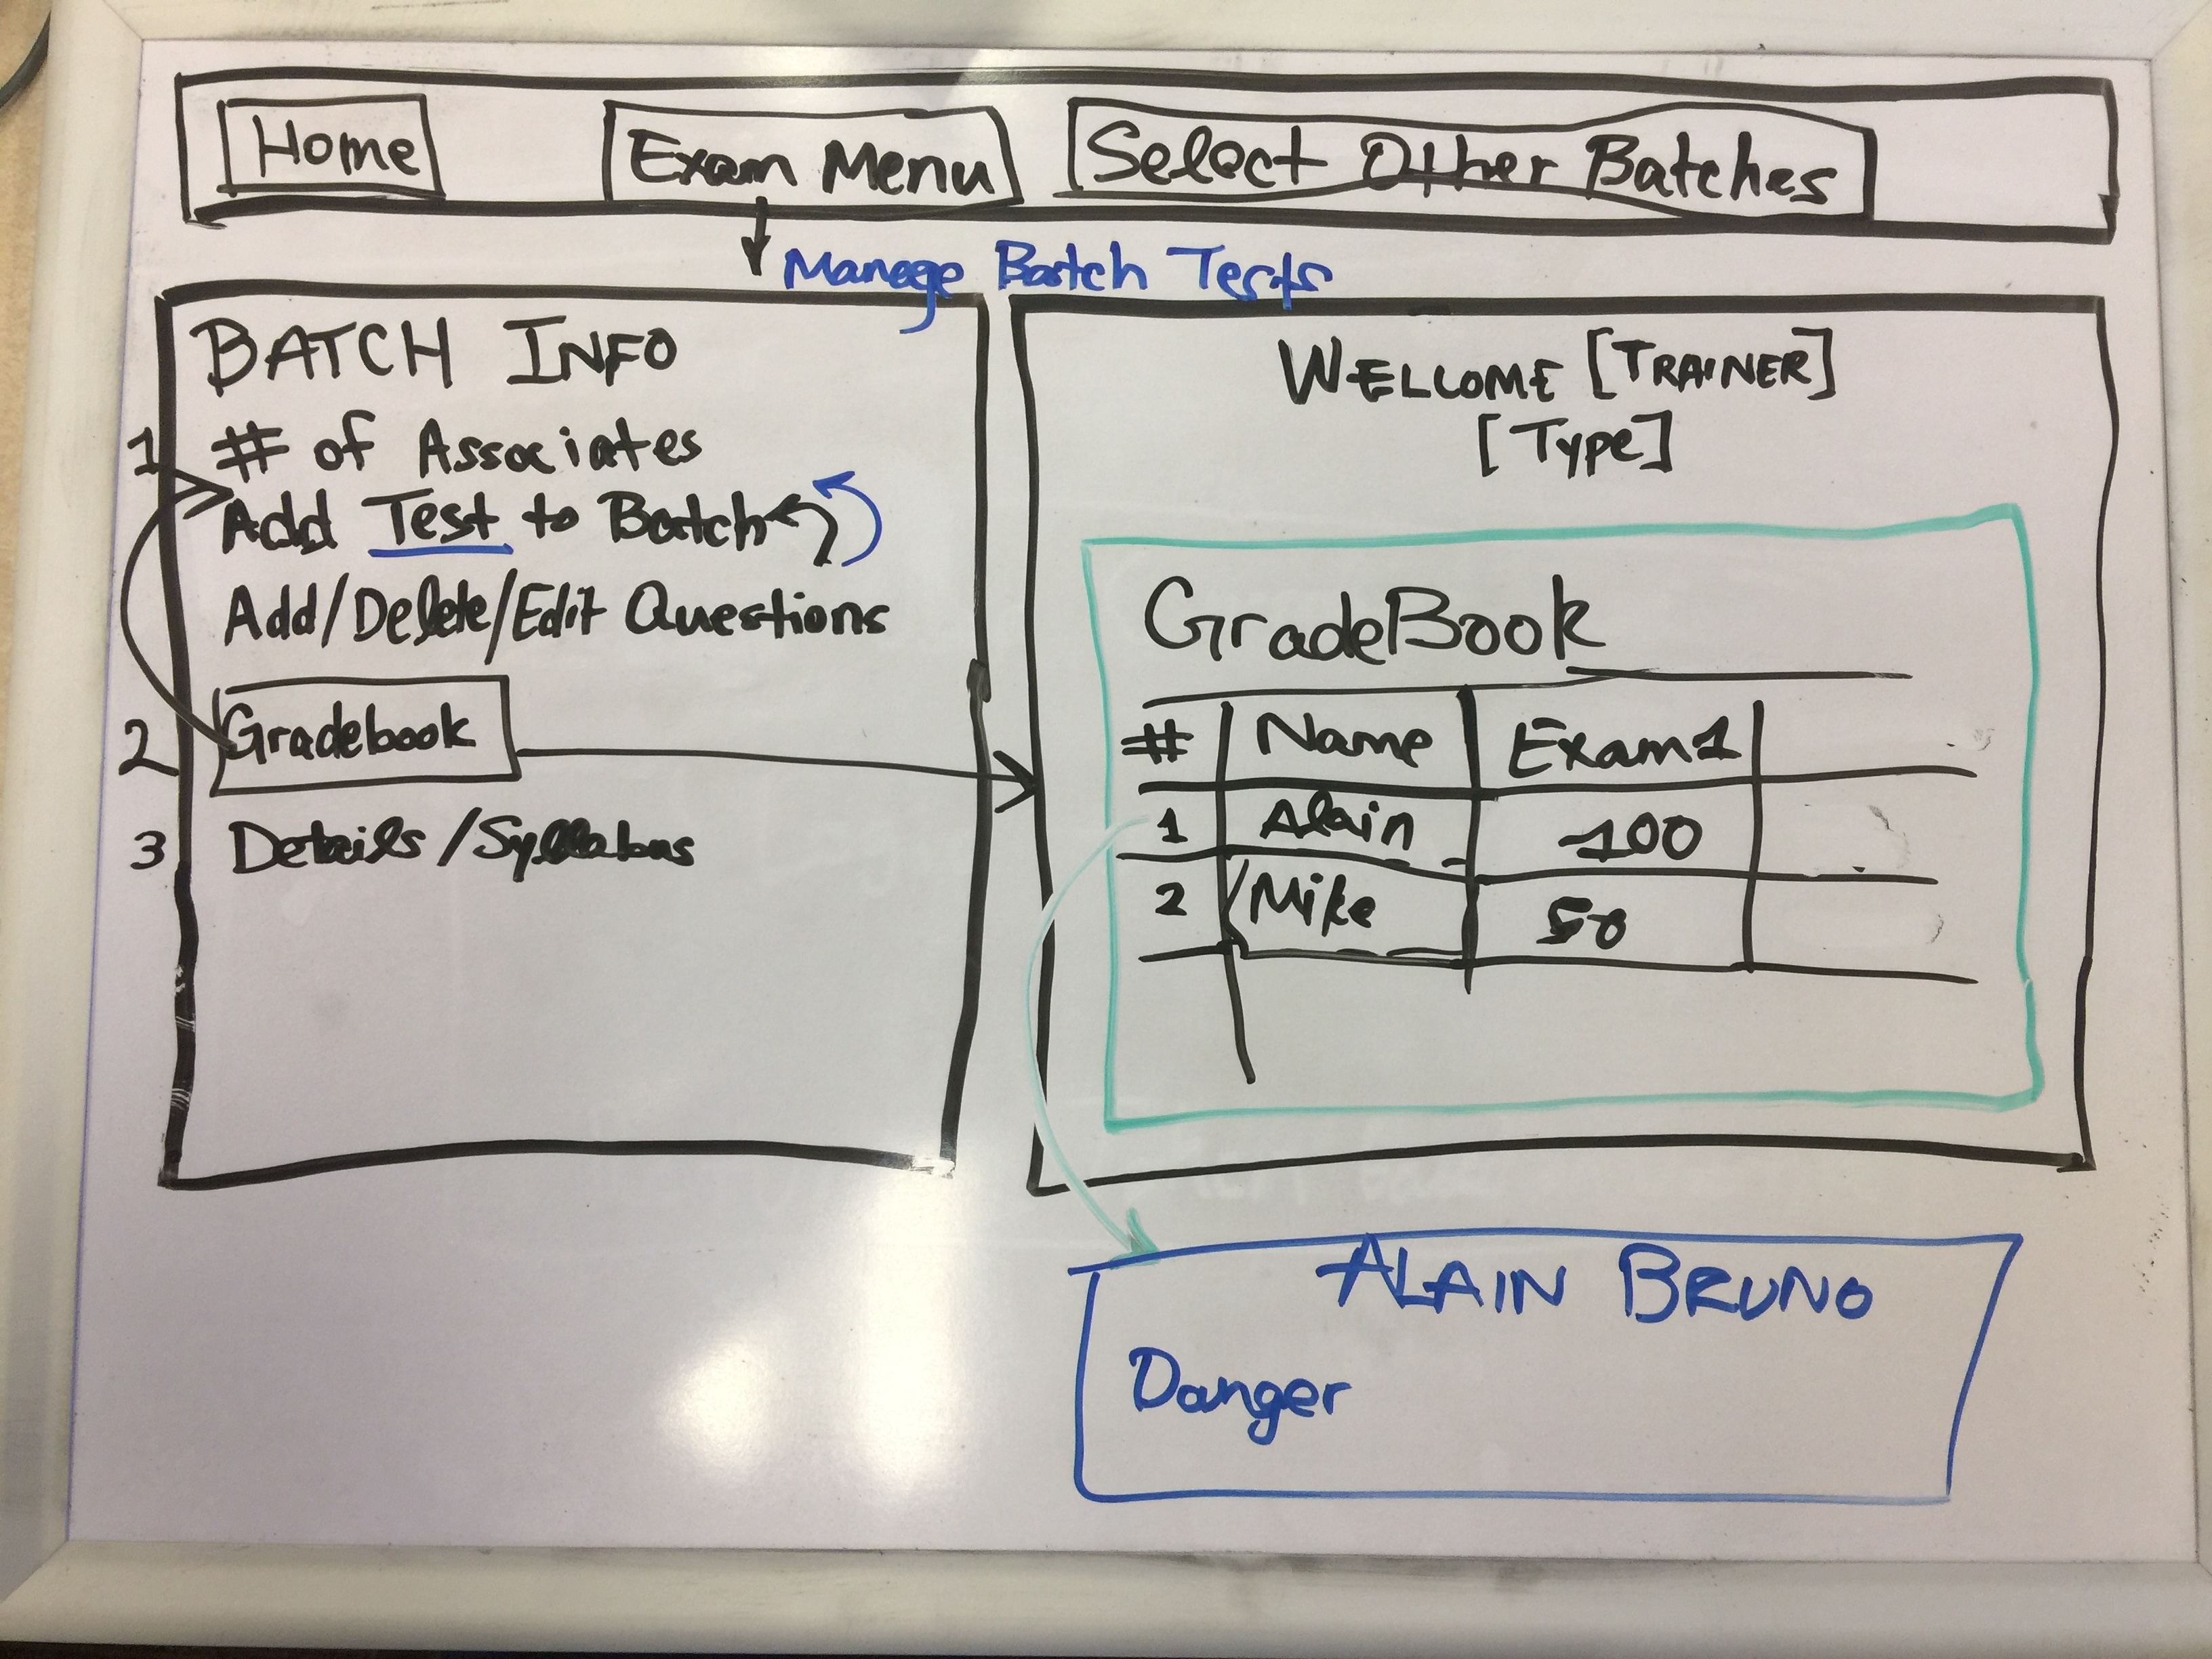 Home Exam Menu Select Other Batches
Manage Batch Tests
BATCH INFO
1 # of Associates
Add Test to Batch
Add/Delete/Edit Questions
2 Gradebook
3 Details/Syllabus
WELLCOME [TRAINER]
[Type]
GradeBook
# Name Exam1
1 Alain 100
2 Mike 50
ALAIN BRUNO
Danger